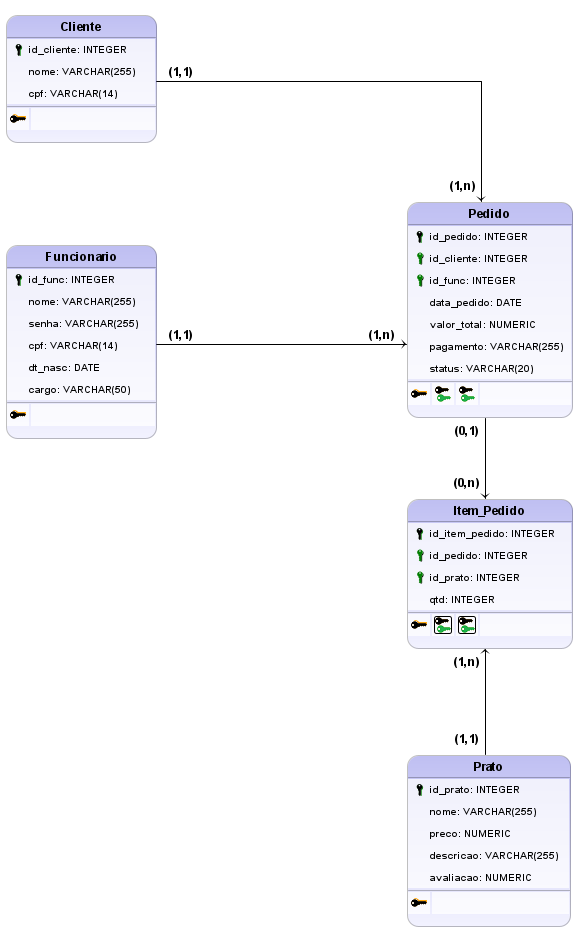 Cliente
id_cliente: INTEGER
nome: VARCHAR(255)
cpf: VARCHAR(14)
(1,1)
(1,n)
Pedido
id_pedido: INTEGER
id_cliente: INTEGER
id_func: INTEGER
data_pedido: DATE
valor_total: NUMERIC
pagamento: VARCHAR(255)
status: VARCHAR(20)
Funcionario
id_func: INTEGER
nome: VARCHAR(255)
senha: VARCHAR(255)
cpf: VARCHAR(14)
dt_nasc: DATE
cargo: VARCHAR(50)
(1,1)
(1,n)
(0,1)
(0,n)
Item_Pedido
id_item_pedido: INTEGER
id_pedido: INTEGER
id_prato: INTEGER
qtd: INTEGER
(1,n)
(1,1)
Prato
id_prato: INTEGER
nome: VARCHAR(255)
preco: NUMERIC
descricao: VARCHAR(255)
avaliacao: NUMERIC